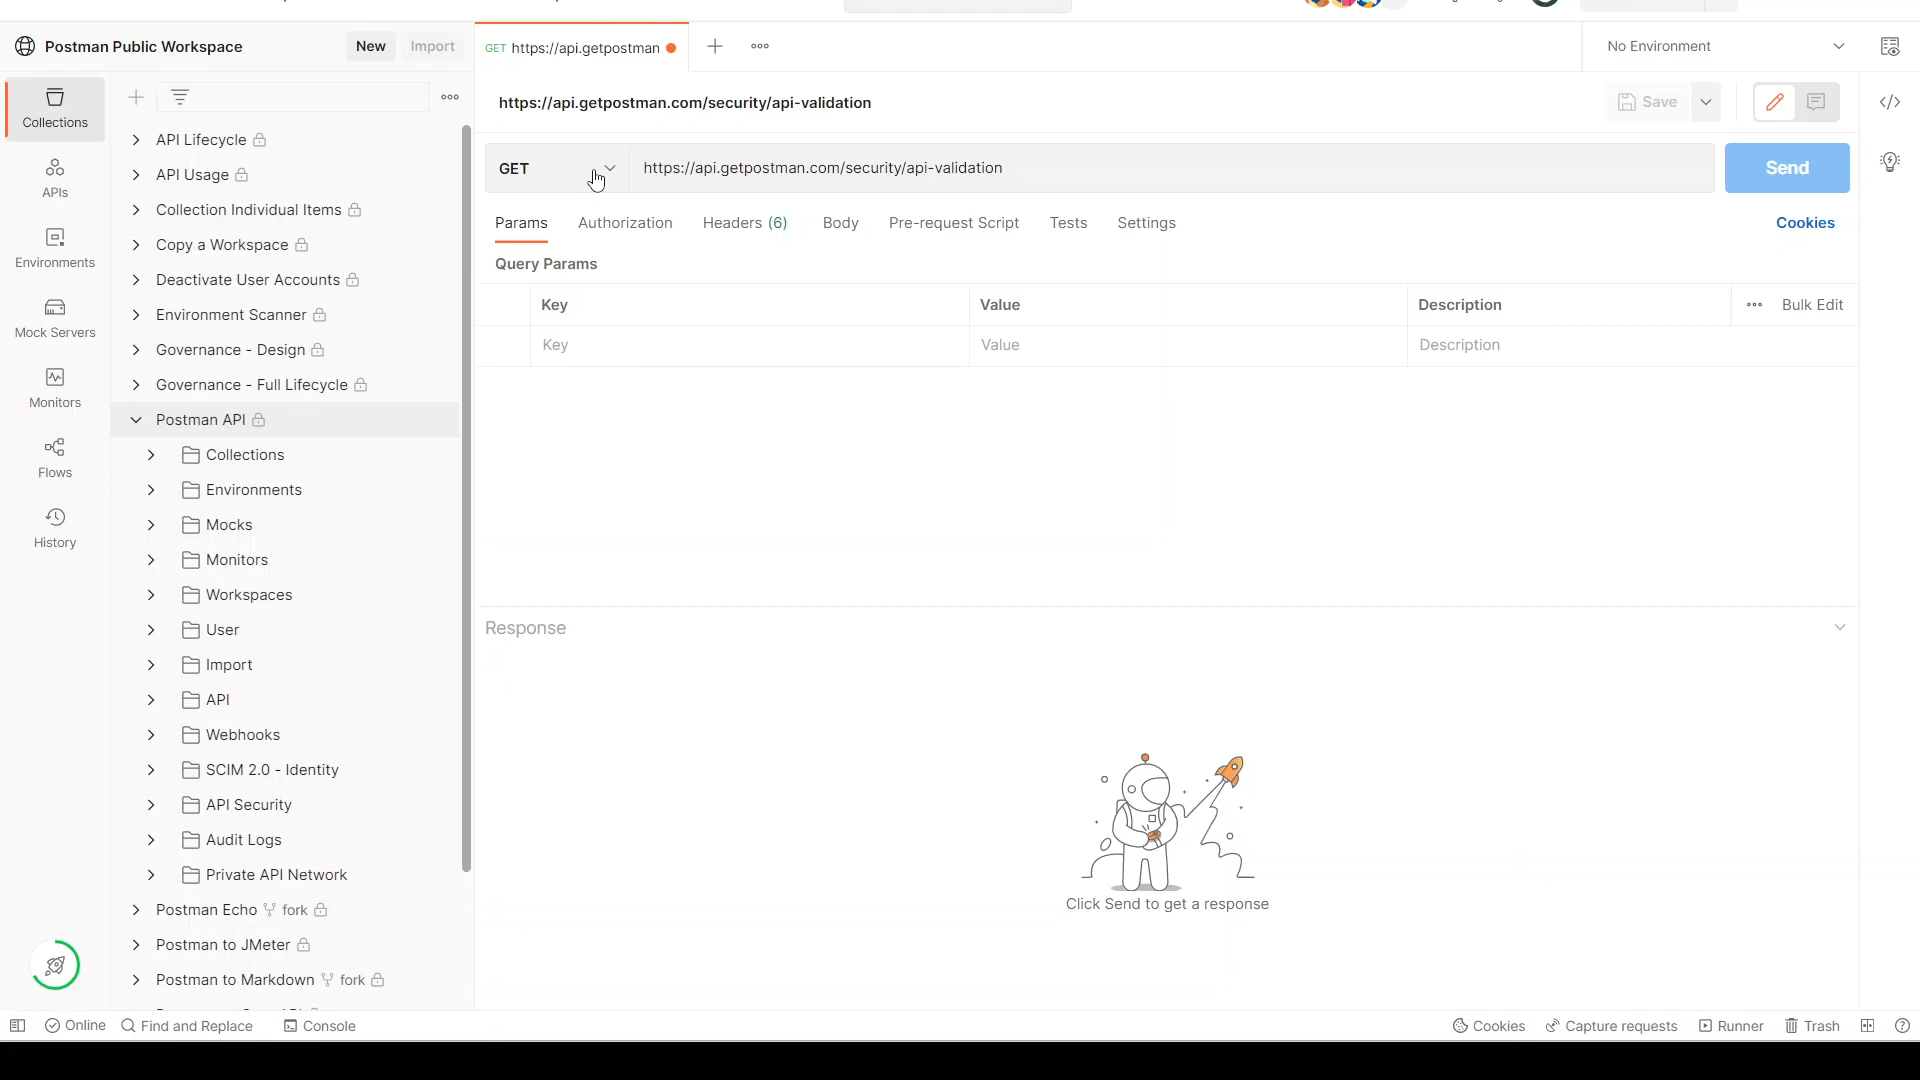 Postman Public Workspace
New
Import
GET https://api.getpostman
No Environment
Collections
APIs
Environments
Mock Servers
Monitors
Flows
History
API Lifecycle
API Usage
Collection Individual Items
Copy a Workspace
Deactivate User Accounts
Environment Scanner
Governance - Design
Governance - Full Lifecycle
Postman API
Collections
Environments
Mocks
Monitors
Workspaces
User
Import
API
Webhooks
SCIM 2.0 - Identity
API Security
Audit Logs
Private API Network
Postman Echo fork
Postman to JMeter
Postman to Markdown fork
https://api.getpostman.com/security/api-validation
Save
GET
https://api.getpostman.com/security/api-validation
Send
Params Authorization Headers (6) Body Pre-request Script Tests Settings
Cookies
Query Params
Key Value Description Bulk Edit
Key Value Description
Response
Click Send to get a response
Online Find and Replace Console
Cookies Capture requests Runner Trash